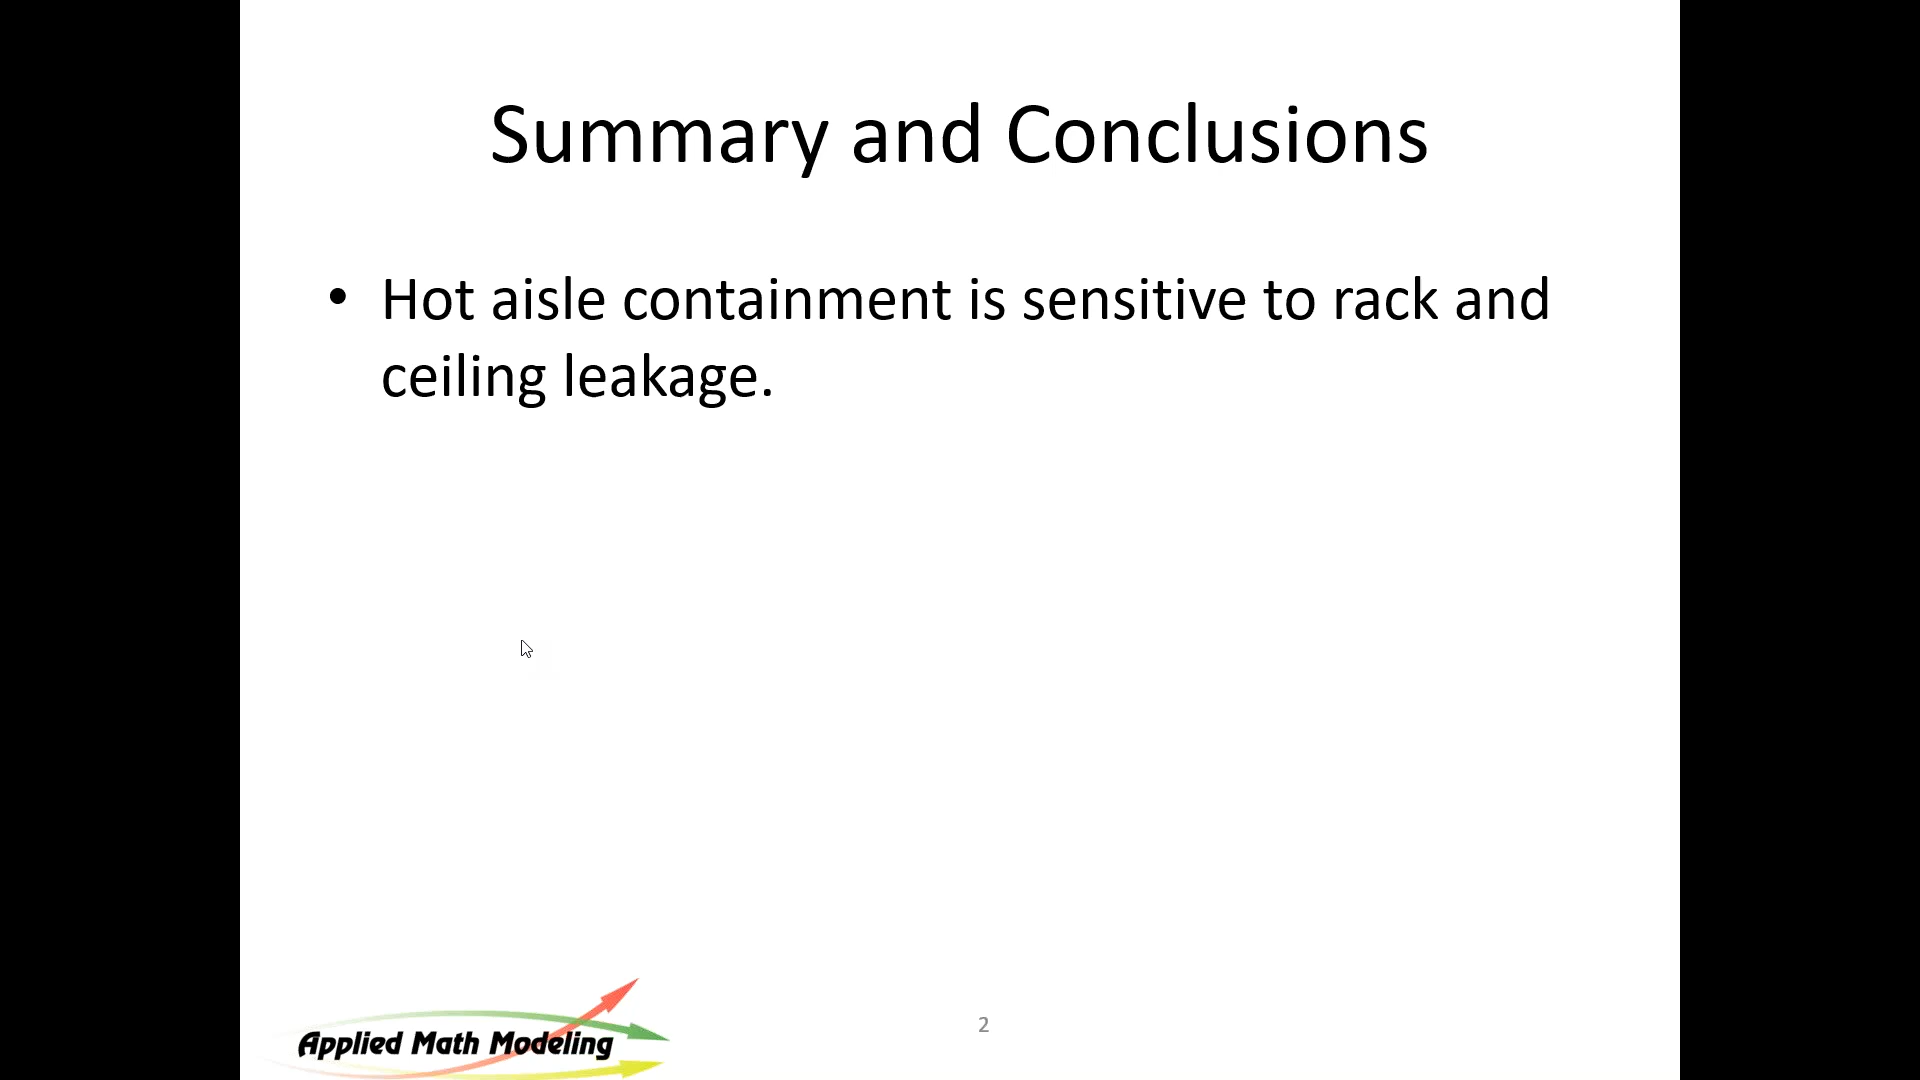 Summary and Conclusions
• Hot aisle containment is sensitive to rack and
ceiling leakage.
Applied Math Modeling
2